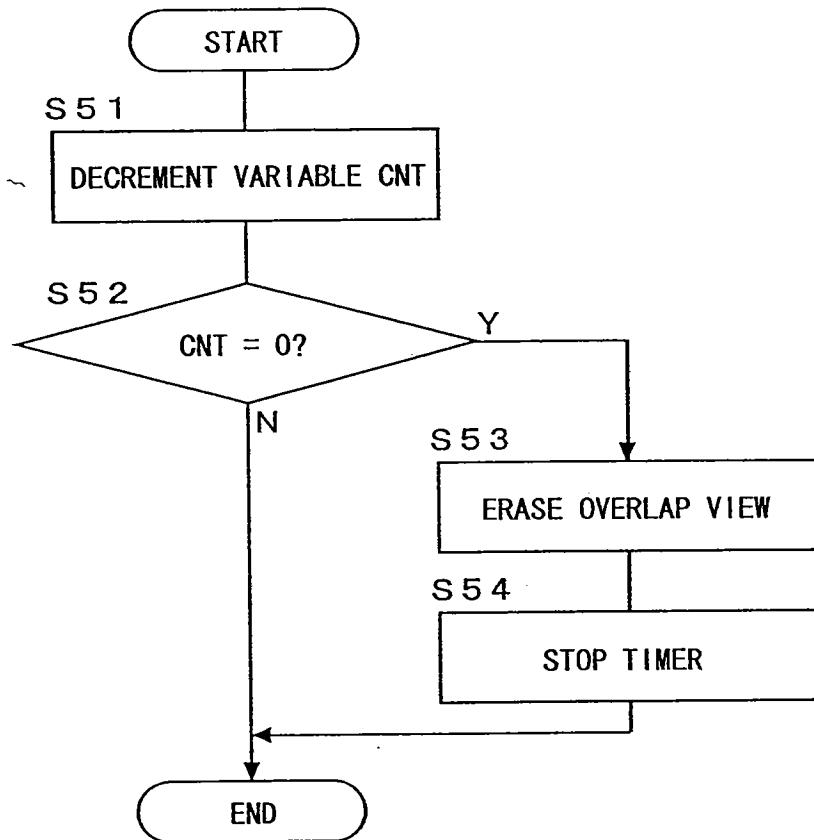 START
S51
DECREMENT VARIABLE CNT
S52
CNT = 0?
Y
N
S53
ERASE OVERLAP VIEW
S54
STOP TIMER
END